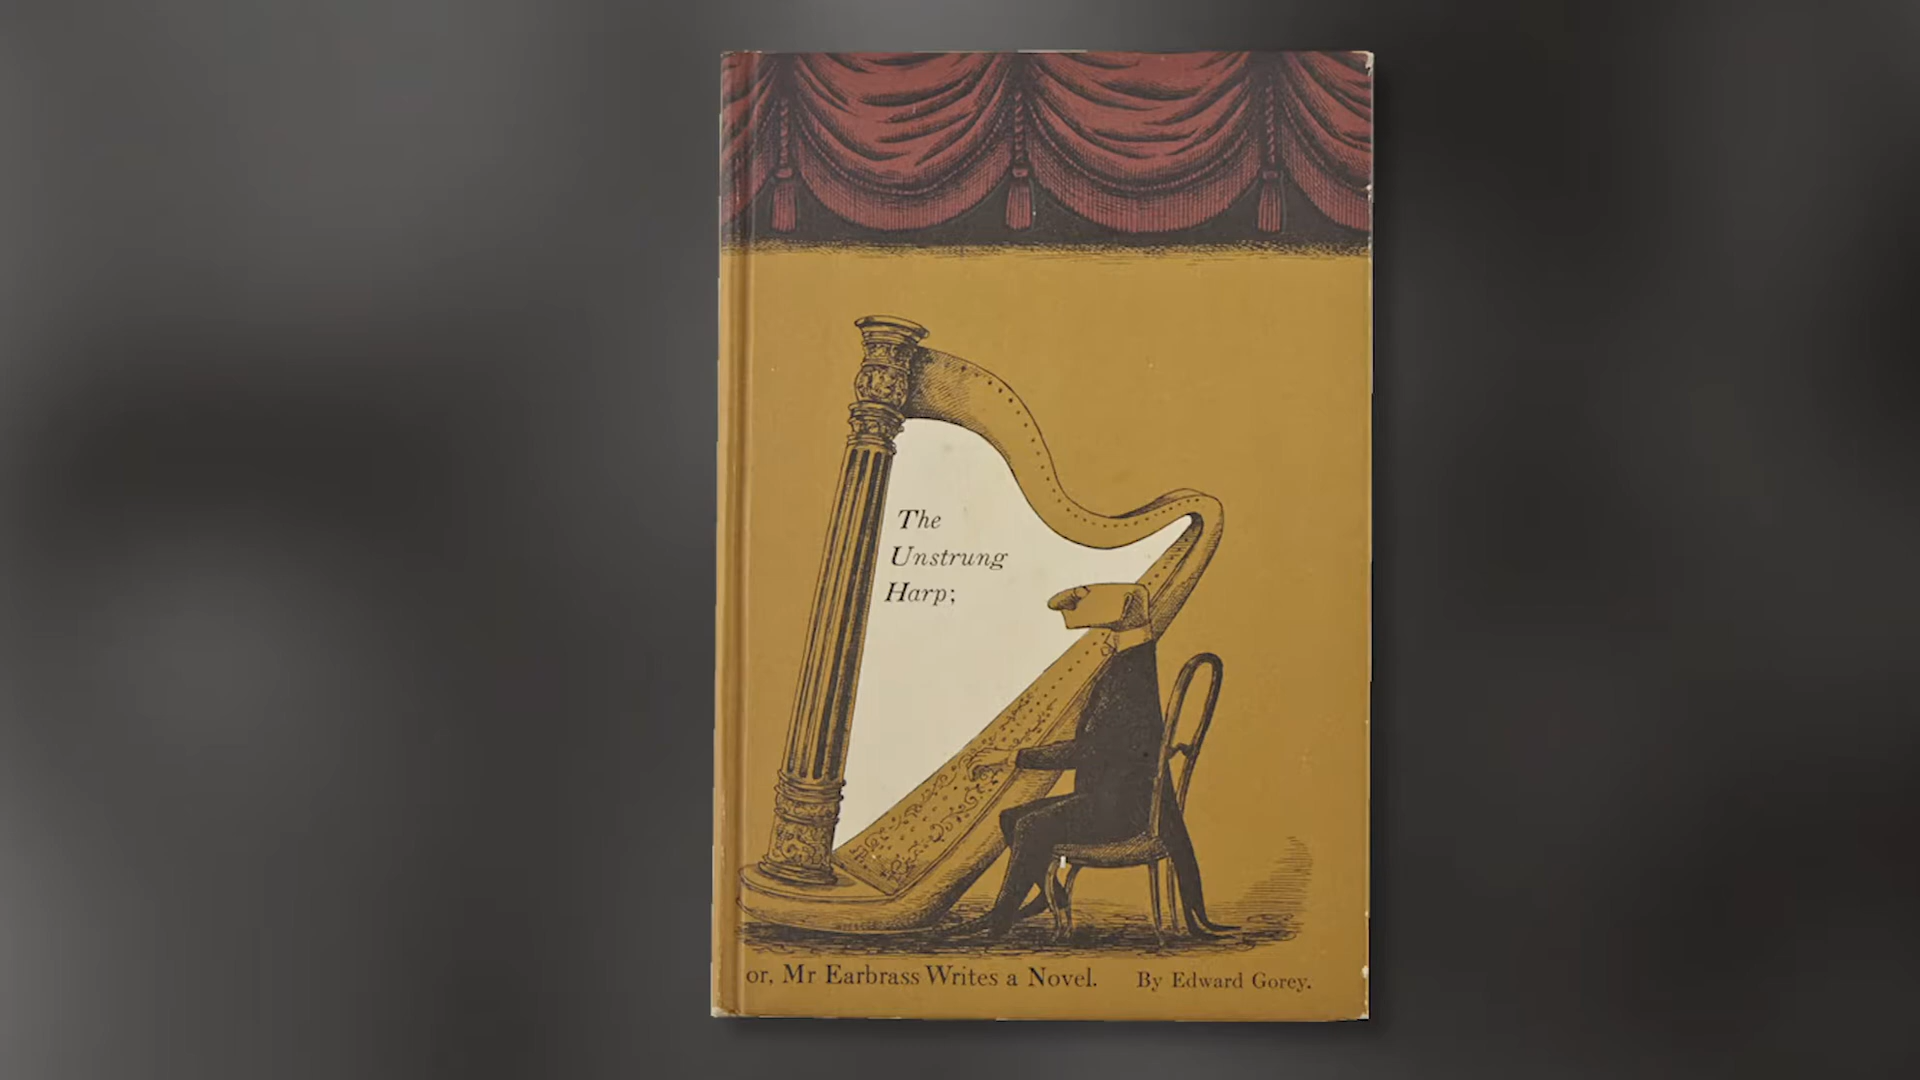 The
Unstrung
Harp;
or, Mr Earbrass Writes a Novel. By Edward Gorey.